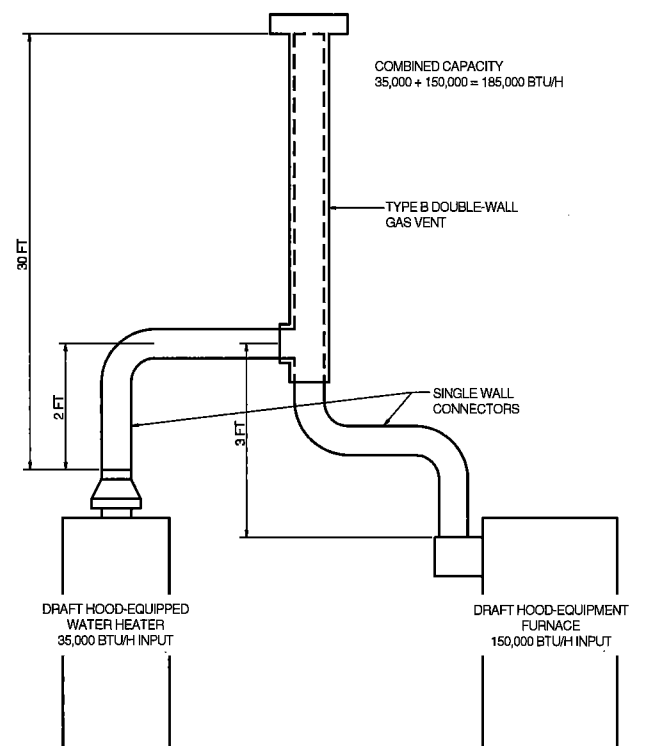 COMBINED CAPACITY
35,000 + 150,000 = 185,000 BTU/H
TYPE B DOUBLE-WALL
GAS VENT
30 FT
2 FT
3 FT
SINGLE WALL
CONNECTORS
DRAFT HOOD-EQUIPPED
WATER HEATER
35,000 BTU/H INPUT
DRAFT HOOD-EQUIPMENT
FURNACE
150,000 BTU/H INPUT